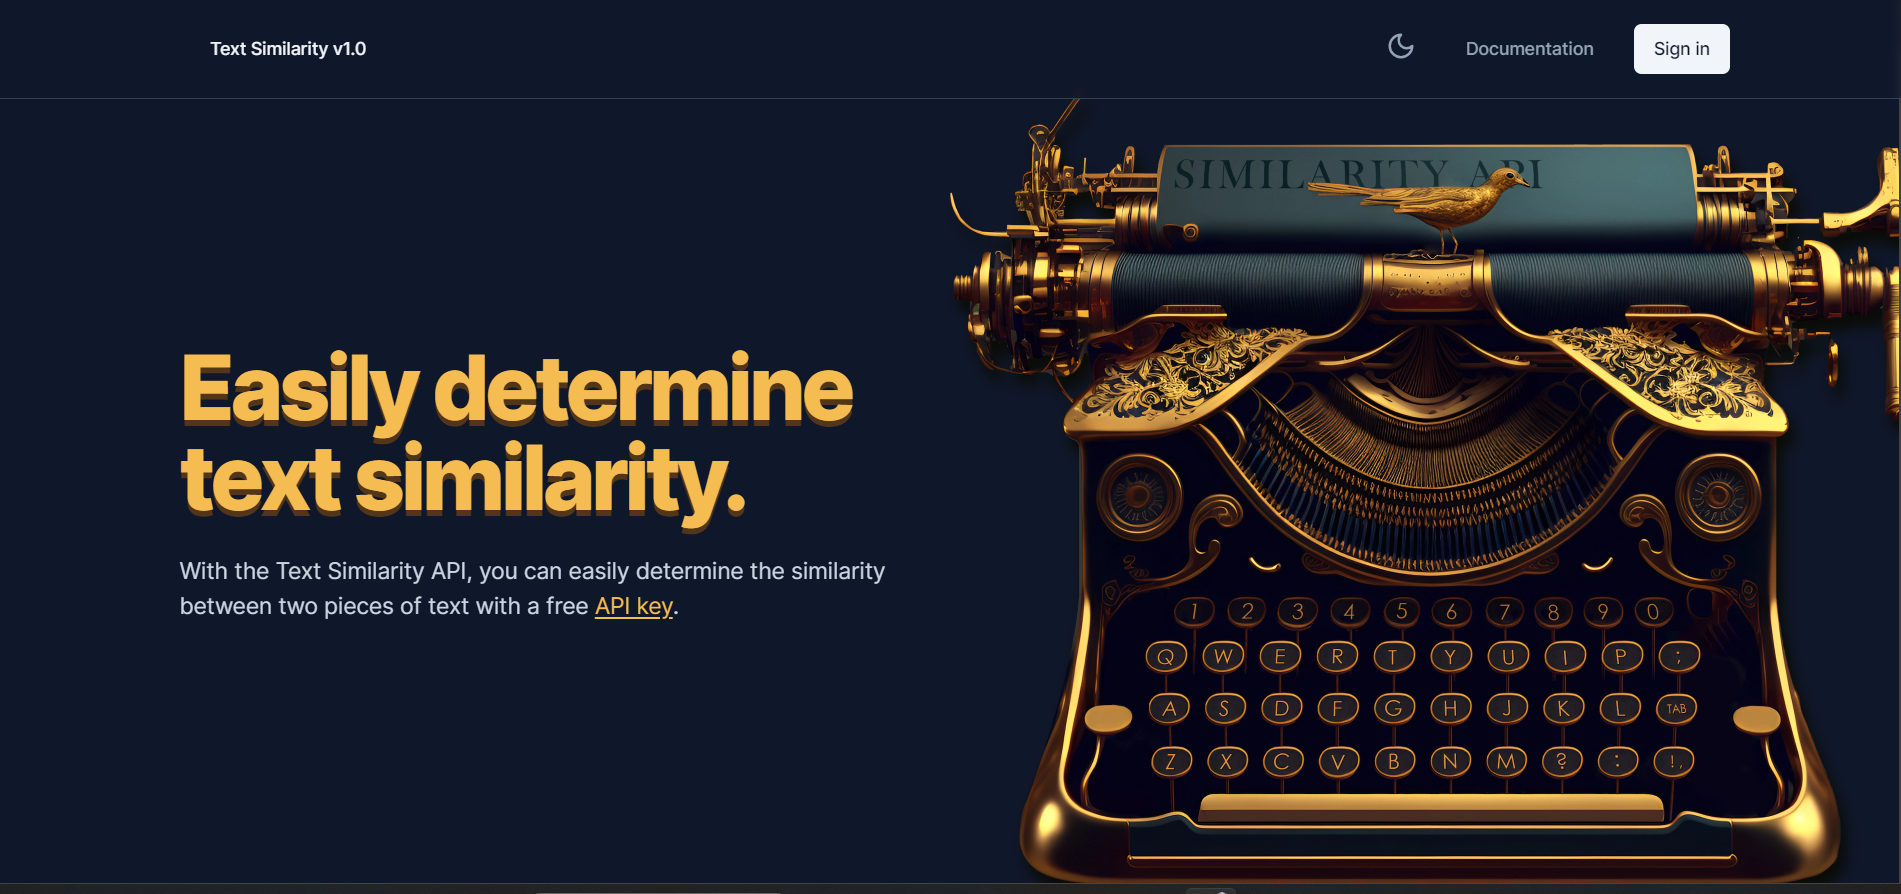 Text Similarity v1.0
Documentation
Sign in
SIMILARITY API
Easily determine
text similarity.
With the Text Similarity API, you can easily determine the similarity
between two pieces of text with a free API key.
1 2 3 4 5 6 7 8 9 0
Q W E R T Y U I P ;
A S D F G H J K L TAB
Z X C V B N M ? : !,